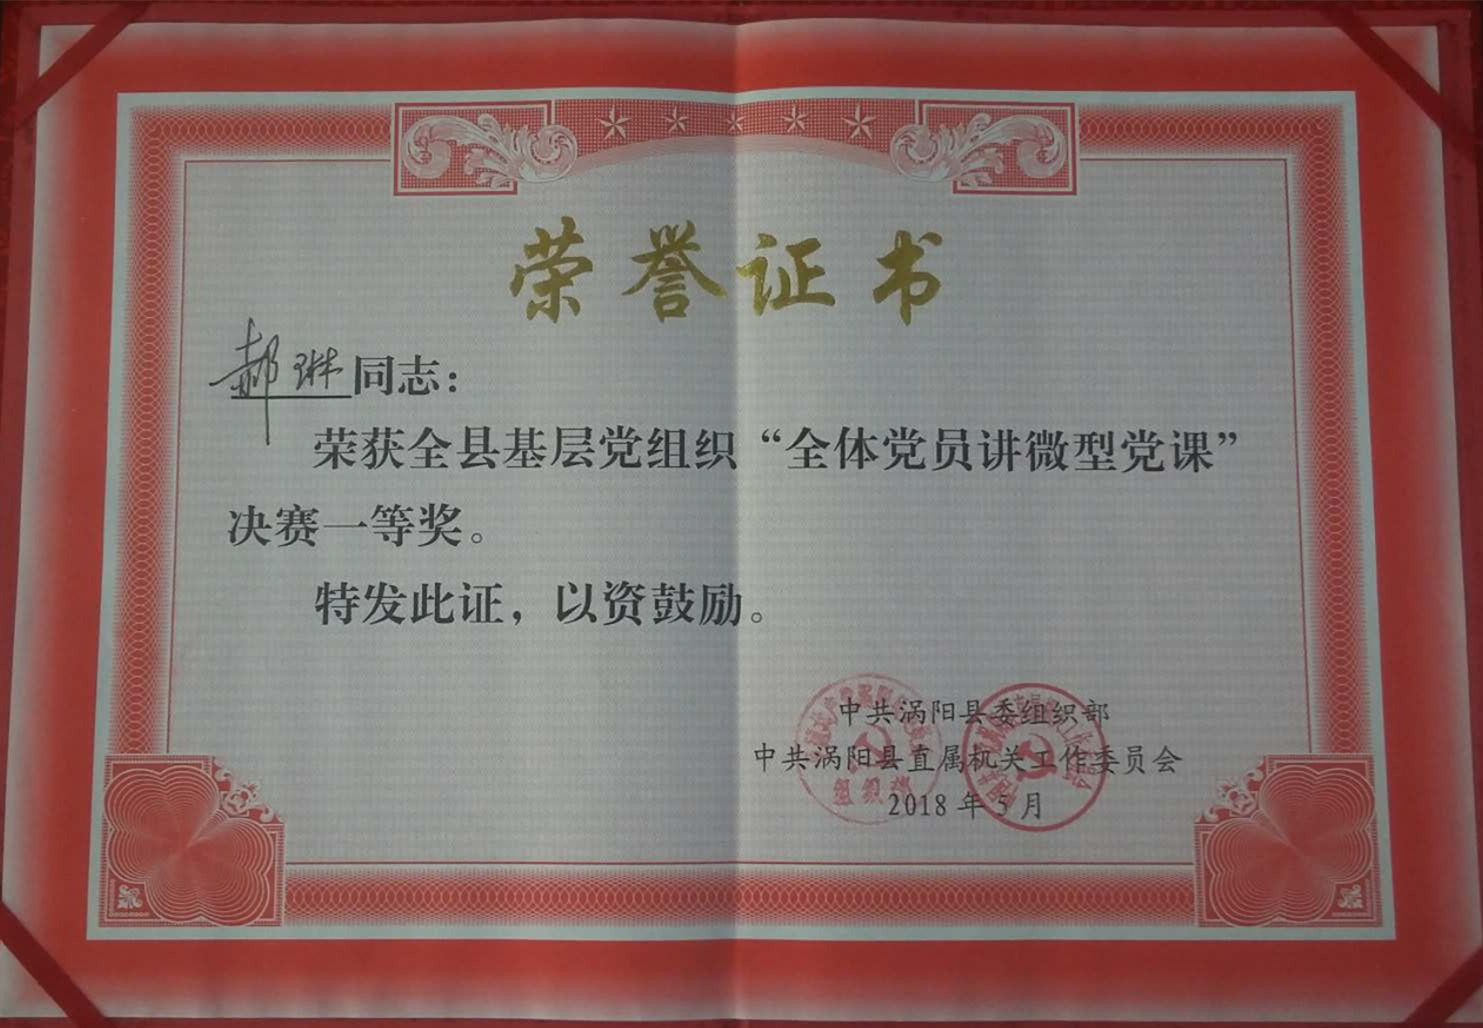 荣誉证书
郝琳同志：
荣获全县基层党组织“全体党员讲微型党课”
决赛一等奖。
特发此证，以资鼓励。
中共涡阳县委组织部
中共涡阳县直属机关工作委员会
2018年5月
组织部